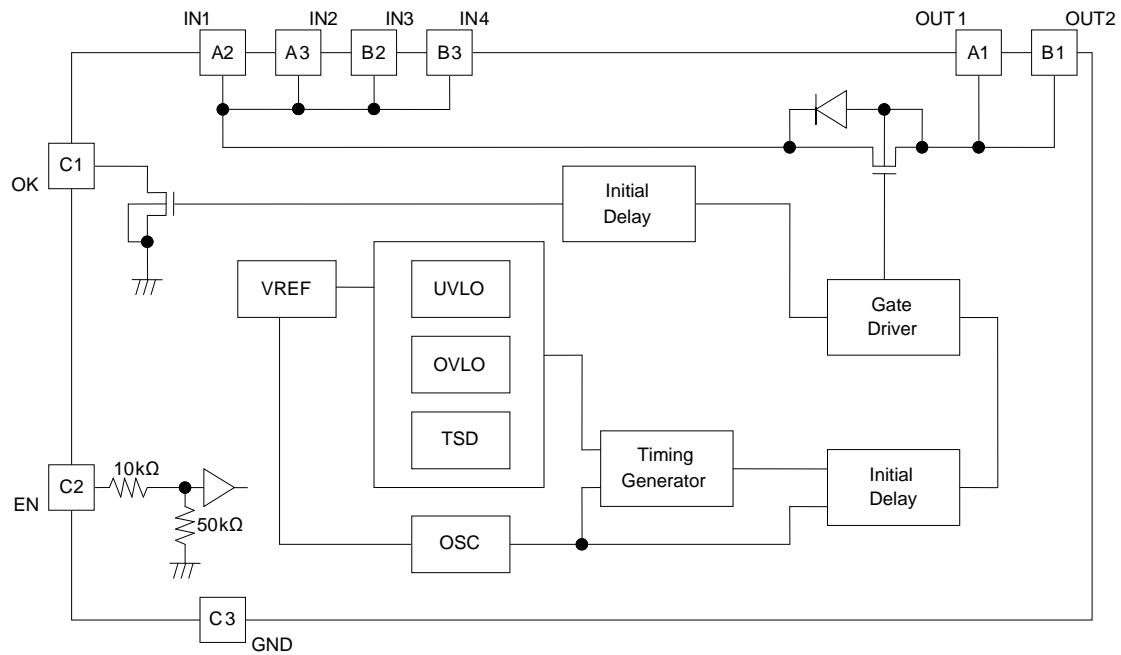 IN1 IN2 IN3 IN4 OUT1 OUT2
A2 A3 B2 B3 A1 B1
C1
OK
Initial
Delay
VREF
UVLO
OVLO
TSD
Gate
Driver
Timing
Generator
Initial
Delay
C2
EN
10kΩ
50kΩ
OSC
C3
GND